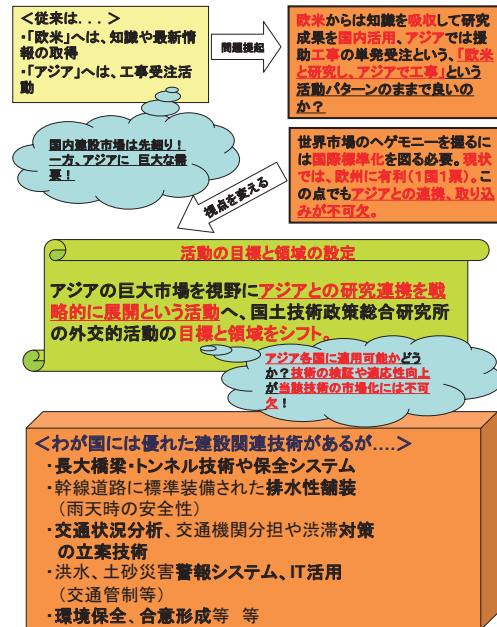 ＜従来は．．．＞
・「欧米」へは、知識や最新情
報の取得
・「アジア」へは、工事受注活
動
問題提起
欧米からは知識を吸収して研究
成果を国内活用、アジアでは援
助工事の単発受注という、「欧米
と研究し、アジアで工事」という
活動パターンのままで良いの
か？
国内建設市場は先細り！
一方、アジアに 巨大な需
要！
世界市場のヘゲモニーを握るに
は国際標準化を図る必要。現状
では、欧州に有利（1国1票）。こ
の点でもアジアとの連携、取り込
みが不可欠。
視点を変える
活動の目標と領域の設定
アジアの巨大市場を視野にアジアとの研究連携を戦
略的に展開という活動へ、国土技術政策総合研究所
の外交的活動の目標と領域をシフト。
アジア各国に適用可能かどう
か？技術の検証や適応性向上
が当該技術の市場化には不可
欠！
＜わが国には優れた建設関連技術があるが．．．．＞
・長大橋梁・トンネル技術や保全システム
・幹線道路に標準装備された排水性舗装
（雨天時の安全性）
・交通状況分析、交通機関分担や渋滞対策
の立案技術
・洪水、土砂災害警報システム、IT活用
（交通管制等）
・環境保全、合意形成等 等